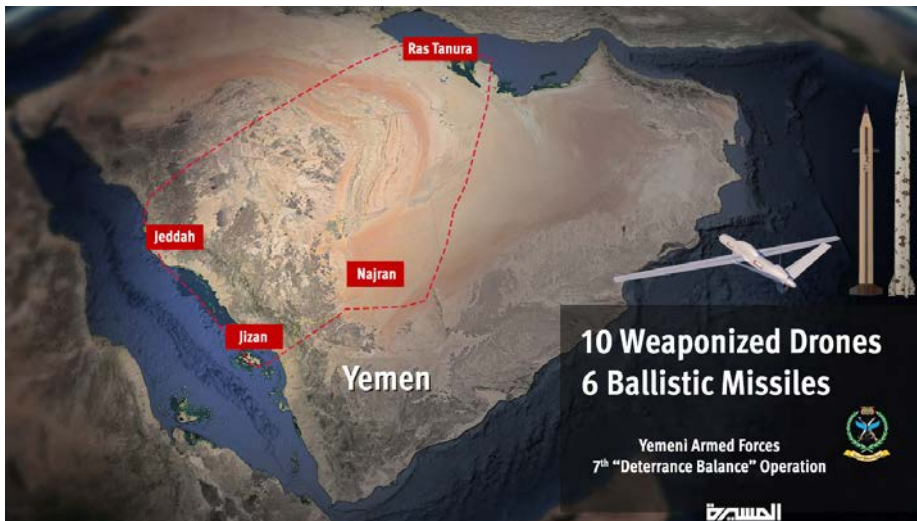 Ras Tanura
Jeddah
Najran
Jizan
Yemen
10 Weaponized Drones
6 Ballistic Missiles
Yemeni Armed Forces
7th “Deterrance Balance” Operation
المسيرة